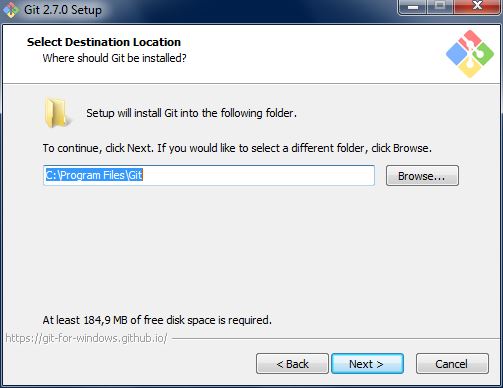 Git 2.7.0 Setup
Select Destination Location
Where should Git be installed?
Setup will install Git into the following folder.
To continue, click Next. If you would like to select a different folder, click Browse.
C:\Program Files\Git
Browse...
At least 184,9 MB of free disk space is required.
https://git-for-windows.github.io/
< Back
Next >
Cancel